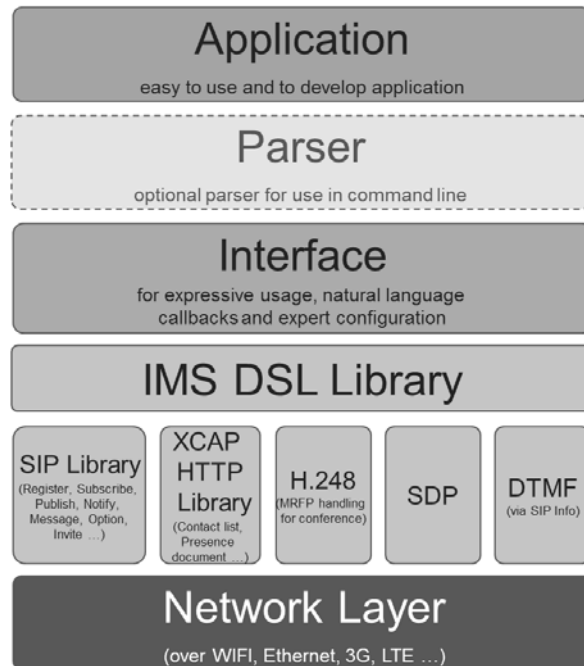 Application
easy to use and to develop application
Parser
optional parser for use in command line
Interface
for expressive usage, natural language
callbacks and expert configuration
IMS DSL Library
SIP Library
(Register, Subscribe,
Publish, Notify,
Message, Option,
Invite ...)
XCAP
HTTP
Library
(Contact list,
Presence
document ...)
H.248
(MRFP handling
for conference)
SDP
DTMF
(via SIP Info)
Network Layer
(over WIFI, Ethernet, 3G, LTE ...)